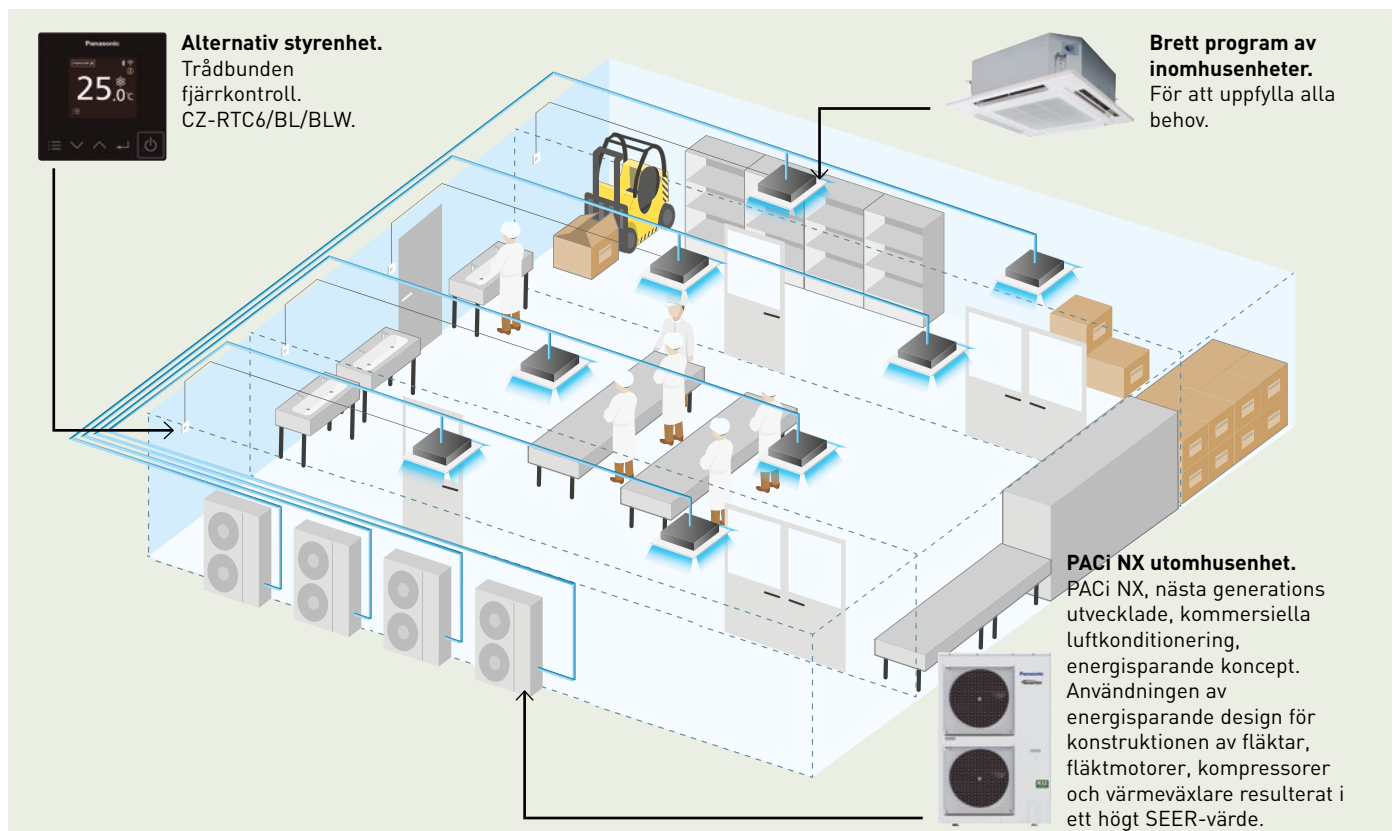 Panasonic
25.0°C
Alternativ styrenhet.
Trådbunden
fjärrkontroll.
CZ-RTC6/BL/BLW.
Brett program av
inomhusenheter.
För att uppfylla alla
behov.
PACi NX utomhusenhet.
PACi NX, nästa generations
utvecklade, kommersiella
luftkonditionering,
energisparande koncept.
Användningen av
energisparande design för
konstruktionen av fläktar,
fläktmotorer, kompressorer
och värmeväxlare resulterat i
ett högt SEER-värde.
Panasonic